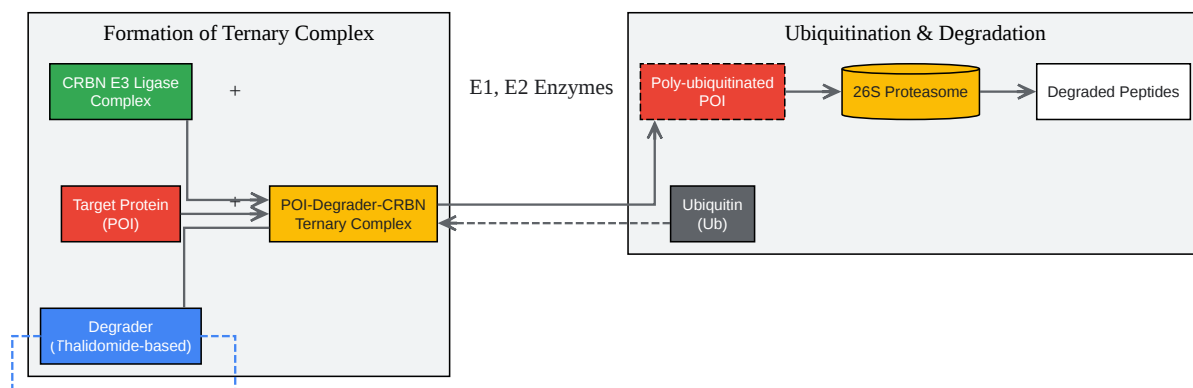 Formation of Ternary Complex
CRBN E3 Ligase
Complex
+
Target Protein
(POI)
+
POI-Degrader-CRBN
Ternary Complex
Degrader
(Thalidomide-based)
E1, E2 Enzymes
Ubiquitination & Degradation
Poly-ubiquitinated
POI
26S Proteasome
Degraded Peptides
Ubiquitin
(Ub)